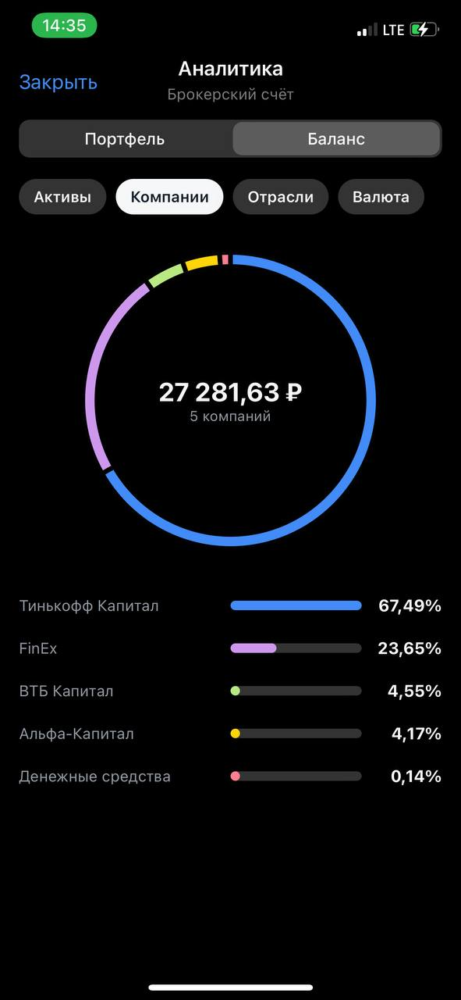 14:35
LTE
Закрыть
Аналитика
Брокерский счёт
Портфель Баланс
Активы Компании Отрасли Валюта
27 281,63 ₽
5 компаний
Тинькофф Капитал 67,49%
FinEx 23,65%
ВТБ Капитал 4,55%
Альфа-Капитал 4,17%
Денежные средства 0,14%